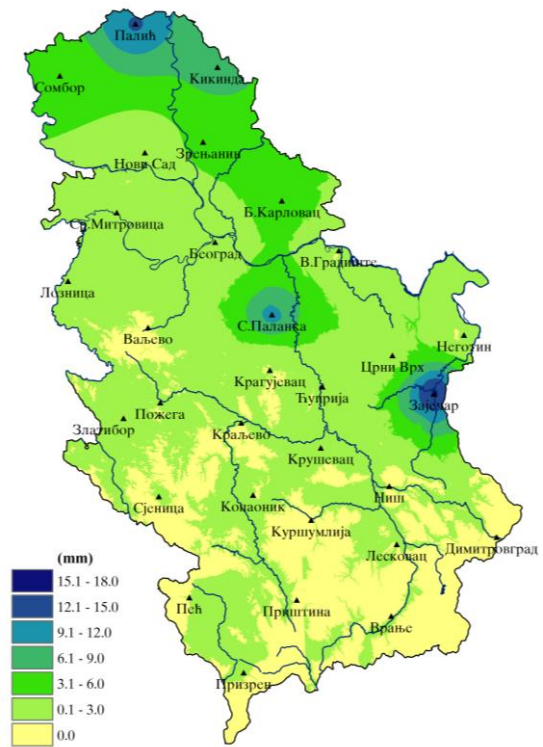 Палић
Кикинда
Сомбор
Зрењанин
Нови Сад
Б.Карловац
Ср.Митровица
Београд
В.Градиште
Лозница
С.Паланка
Ваљево
Неготин
Црни Врх
Крагујевац
Ћуприја
Зајечар
Пожега
Златибор
Краљево
Крушевац
Ниш
Сјеница
Копаоник
Куршумлија
Лесковац
Димитровград
(mm)
15.1 - 18.0
12.1 - 15.0
9.1 - 12.0
6.1 - 9.0
3.1 - 6.0
0.1 - 3.0
0.0
Пећ
Приштина
Врање
Призрен